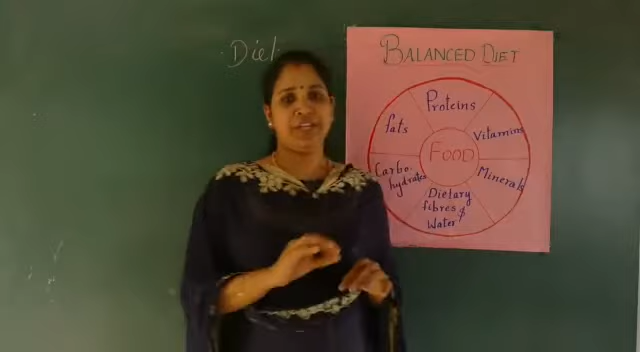 Diet
BALANCED DIET
Proteins
fats
Vitamins
FOOD
Carbo-
hydrates
Minerals
Dietary
fibres &
Water